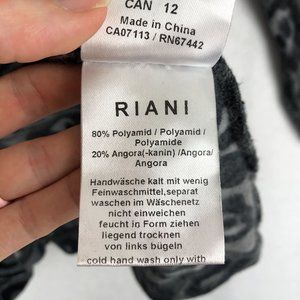 CAN 12
Made in China
CA07113 / RN67442
RIANI
80% Polyamid / Polyamid /
Polyamide
20% Angora(-kanin) /Angora/
Angora
Handwäsche kalt mit wenig
Feinwaschmittel,separat
waschen im Wäschenetz
nicht einweichen
feucht in Form ziehen
liegend trocknen
von links bügeln
cold hand wash only with